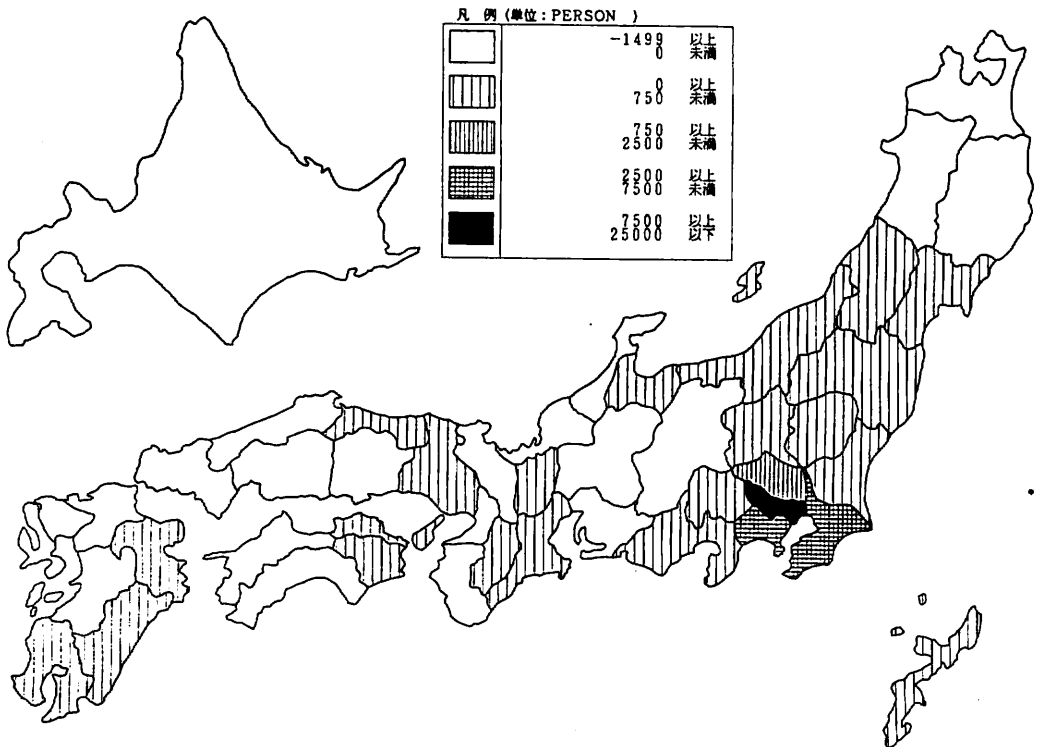 凡 例 (単位：PERSON )
-1499 以上
0 未満
0 以上
750 未満
750 以上
2500 未満
2500 以上
7500 未満
7500 以上
25000 以下